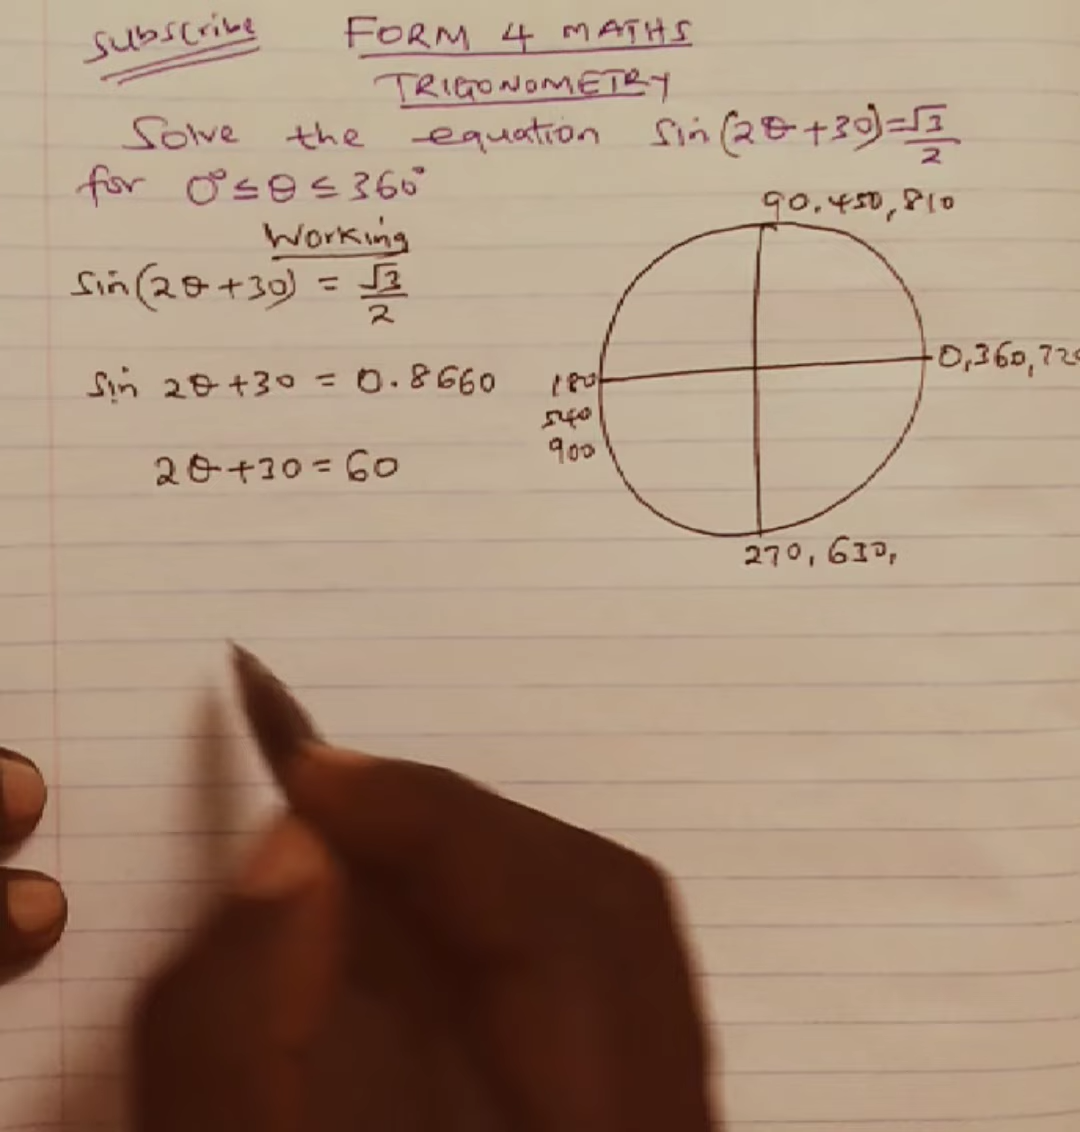 Subscribe FORM 4 MATHS
TRIGONOMETRY
Solve the equation Sin(2θ+30)=√3/2
for 0°≤θ≤360°
Working
Sin(2θ+30) = √3/2
Sin 2θ+30 = 0.8660
2θ+30=60
90.450,810
0,360,720
180
540
900
270,630,